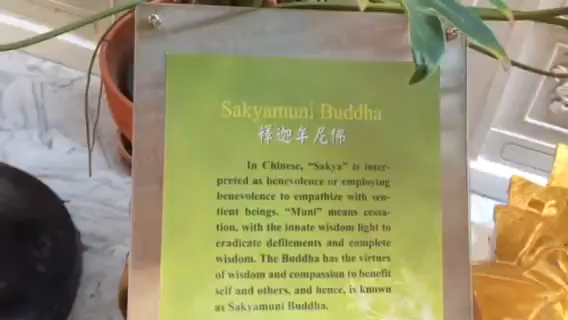 Sakyamuni Buddha
釋迦牟尼佛
In Chinese, “Sakya” is inter-
preted as benevolence or employing
benevolence to empathize with sen-
tient beings. “Muni” means cessa-
tion, with the innate wisdom light to
eradicate defilements and complete
wisdom. The Buddha has the virtues
of wisdom and compassion to benefit
self and others, and hence, is known
as Sakyamuni Buddha.